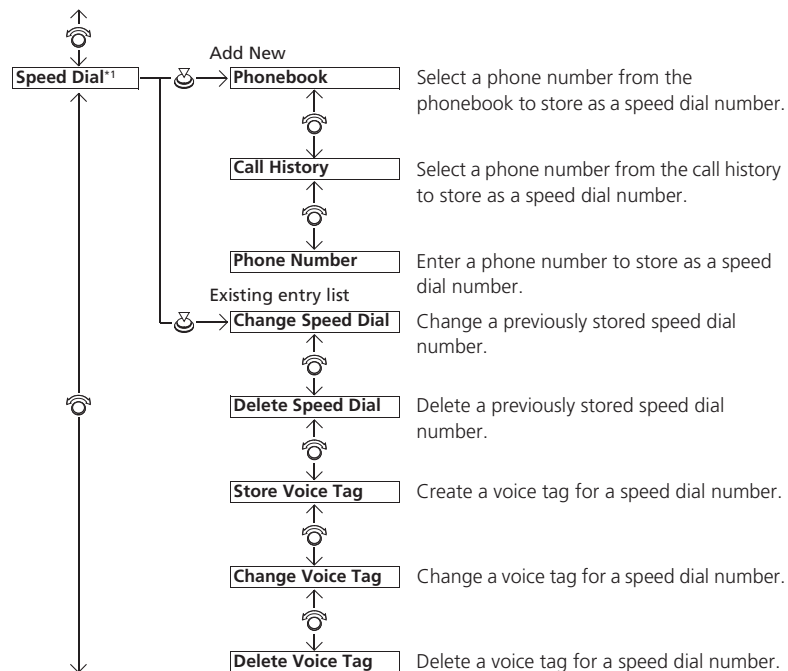 Add New
Speed Dial*1
Phonebook
Select a phone number from the
phonebook to store as a speed dial number.
Call History
Select a phone number from the call history
to store as a speed dial number.
Phone Number
Enter a phone number to store as a speed
dial number.
Existing entry list
Change Speed Dial
Change a previously stored speed dial
number.
Delete Speed Dial
Delete a previously stored speed dial
number.
Store Voice Tag
Create a voice tag for a speed dial number.
Change Voice Tag
Change a voice tag for a speed dial number.
Delete Voice Tag
Delete a voice tag for a speed dial number.